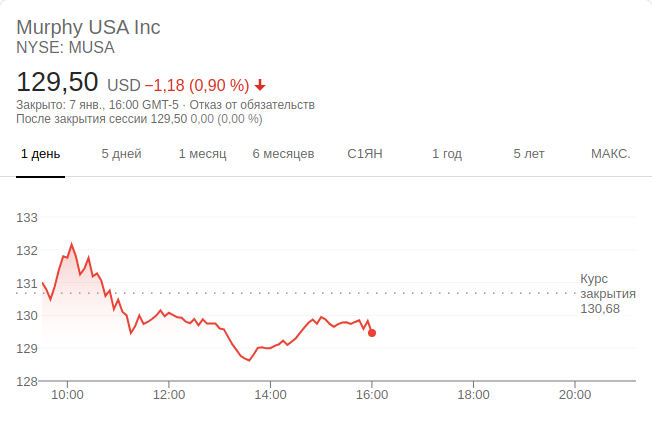 Murphy USA Inc
NYSE: MUSA
129,50 USD −1,18 (0,90 %)
Закрыто: 7 янв., 16:00 GMT-5 · Отказ от обязательств
После закрытия сессии 129,50 0,00 (0,00 %)
1 день 5 дней 1 месяц 6 месяцев С1ЯН 1 год 5 лет МАКС.
133
132
131
130
129
128
Курс
закрытия
130,68
10:00 12:00 14:00 16:00 18:00 20:00